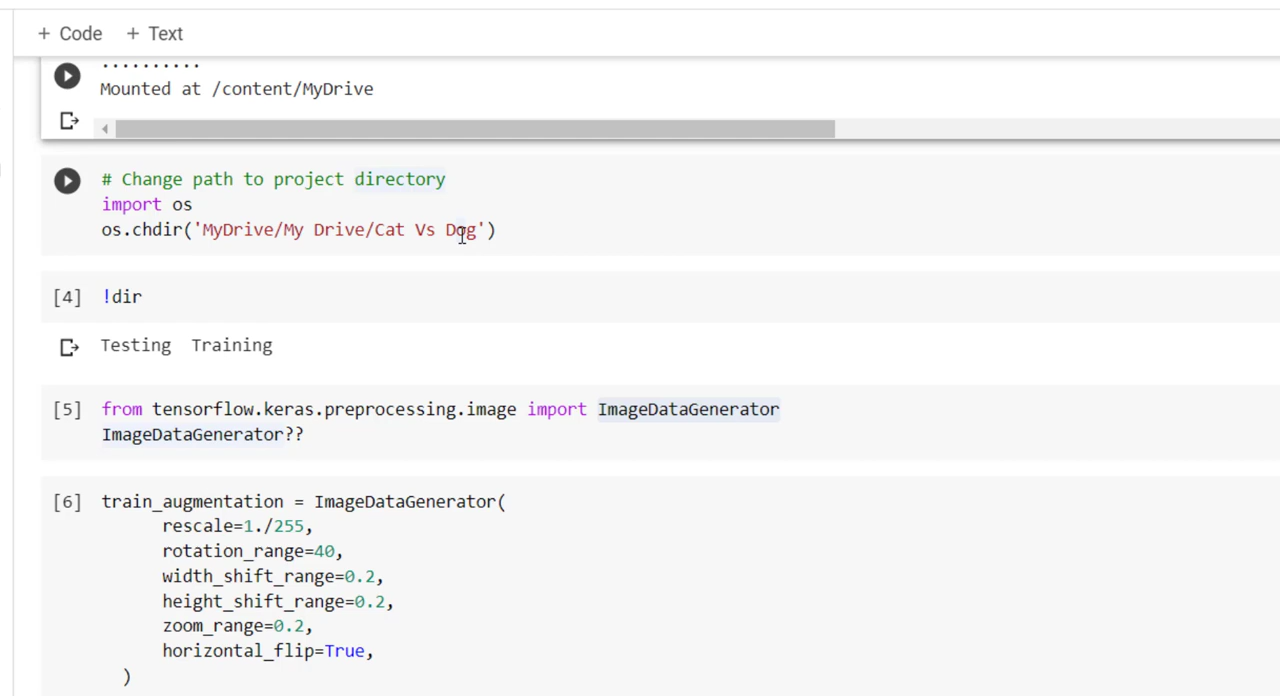 + Code + Text
..........
Mounted at /content/MyDrive
# Change path to project directory
import os
os.chdir('MyDrive/My Drive/Cat Vs Dog')
[4] !dir
Testing  Training
[5] from tensorflow.keras.preprocessing.image import ImageDataGenerator
ImageDataGenerator??
[6] train_augmentation = ImageDataGenerator(
rescale=1./255,
rotation_range=40,
width_shift_range=0.2,
height_shift_range=0.2,
zoom_range=0.2,
horizontal_flip=True,
)